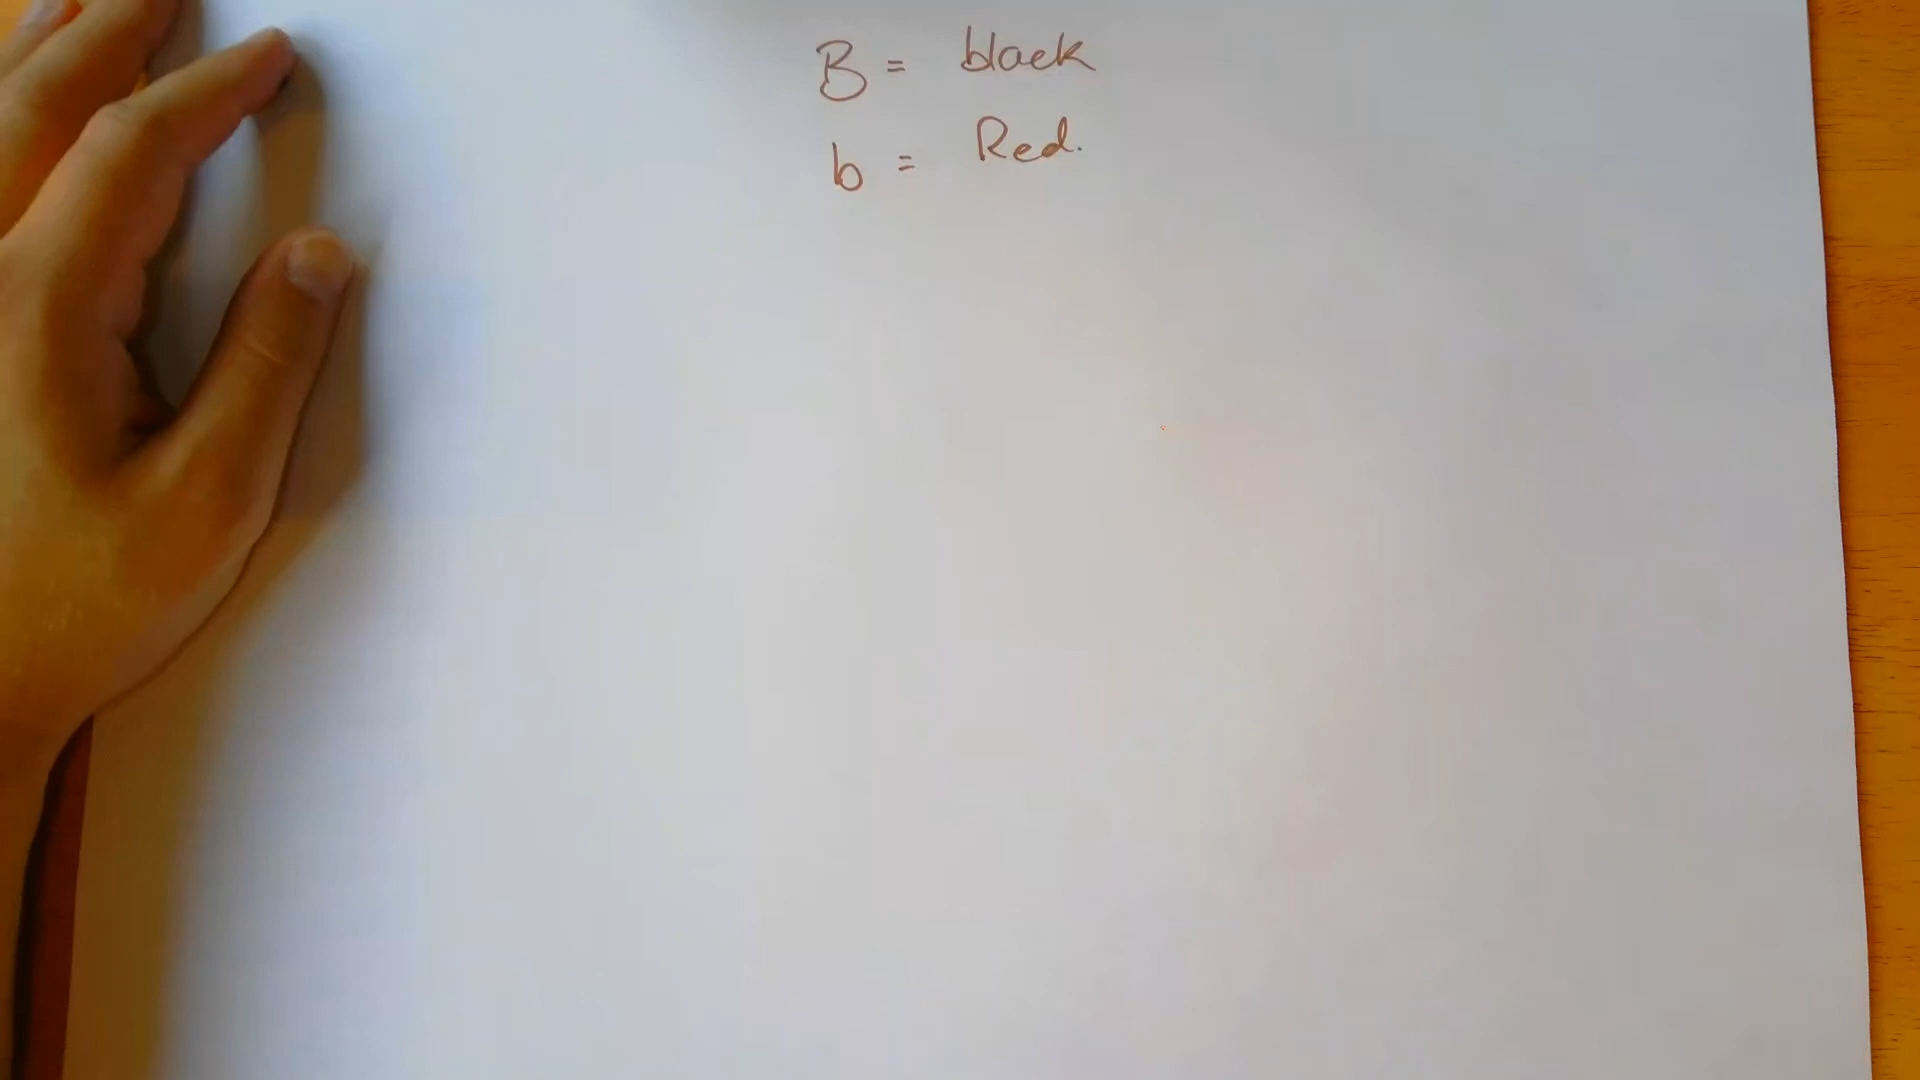 B = black
b = Red.